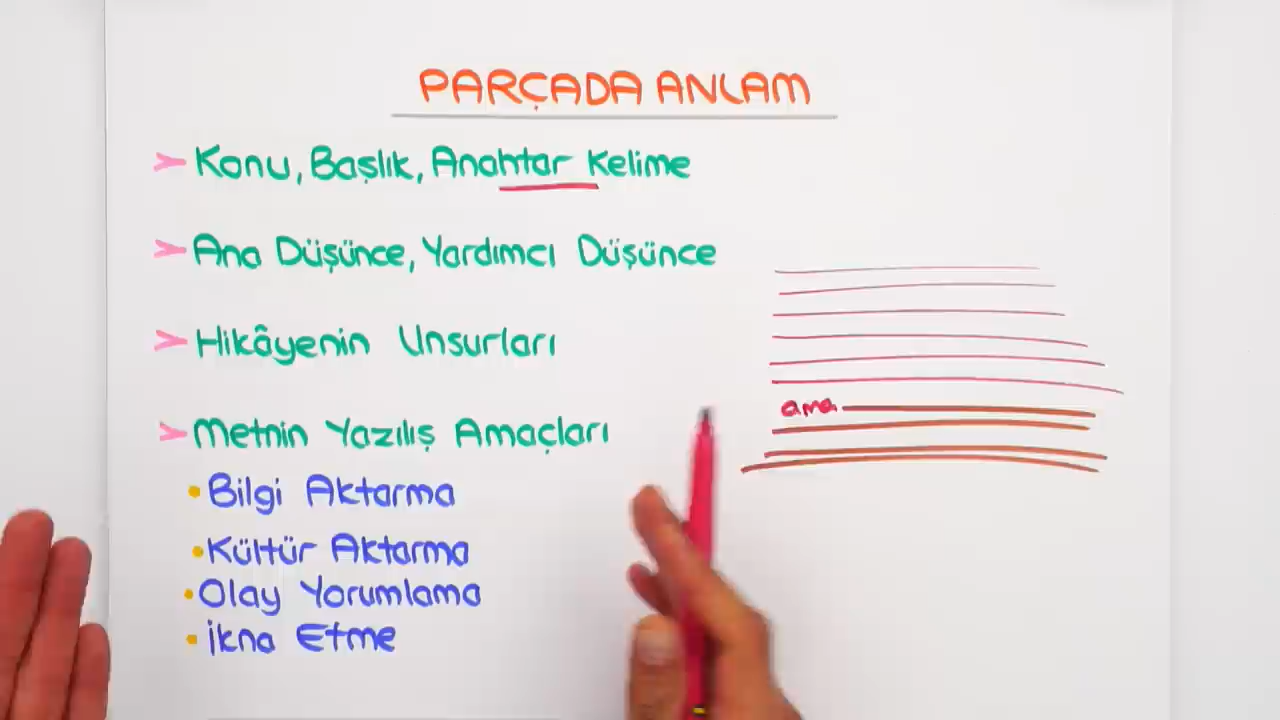 PARÇADA ANLAM
Konu, Başlık, Anahtar Kelime
Ana Düşünce, Yardımcı Düşünce
Hikâyenin Unsurları
ama
Metnin Yazılış Amaçları
Bilgi Aktarma
Kültür Aktarma
Olay Yorumlama
İkna Etme